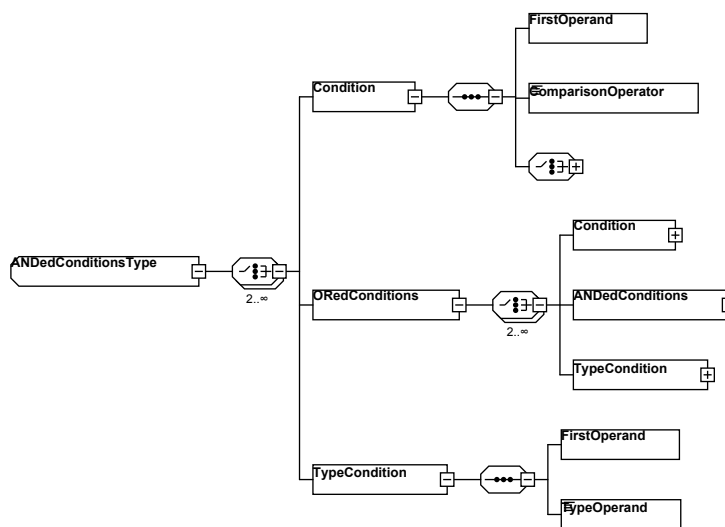 FirstOperand
Condition
ComparisonOperator
Condition
ANDedConditionsType
2..∞
ORedConditions
ANDedConditions
2..∞
TypeCondition
FirstOperand
TypeCondition
TypeOperand